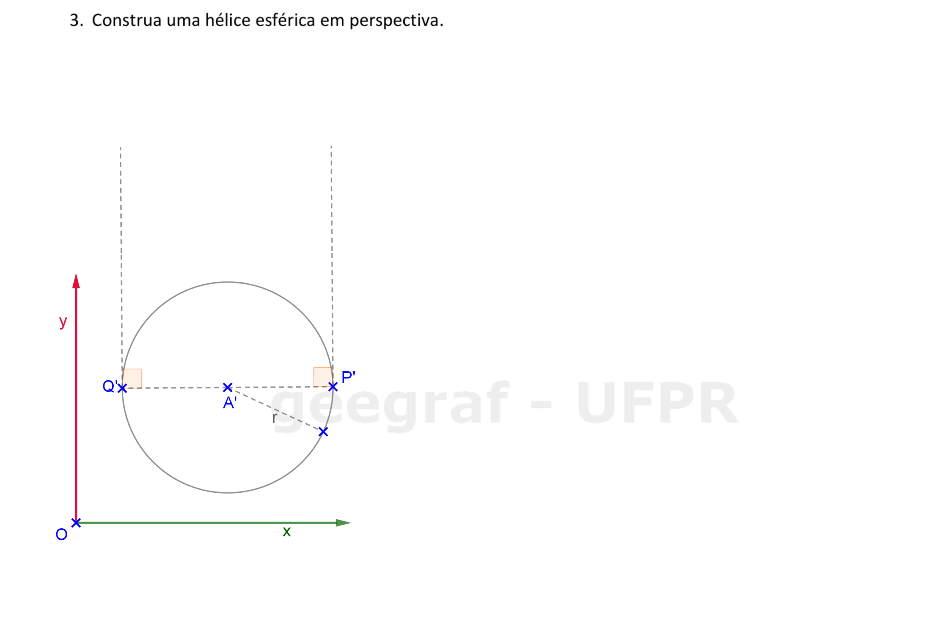 3. Construa uma hélice esférica em perspectiva.
y
Q'
P'
A'
r
geegraf - UFPR
O
x